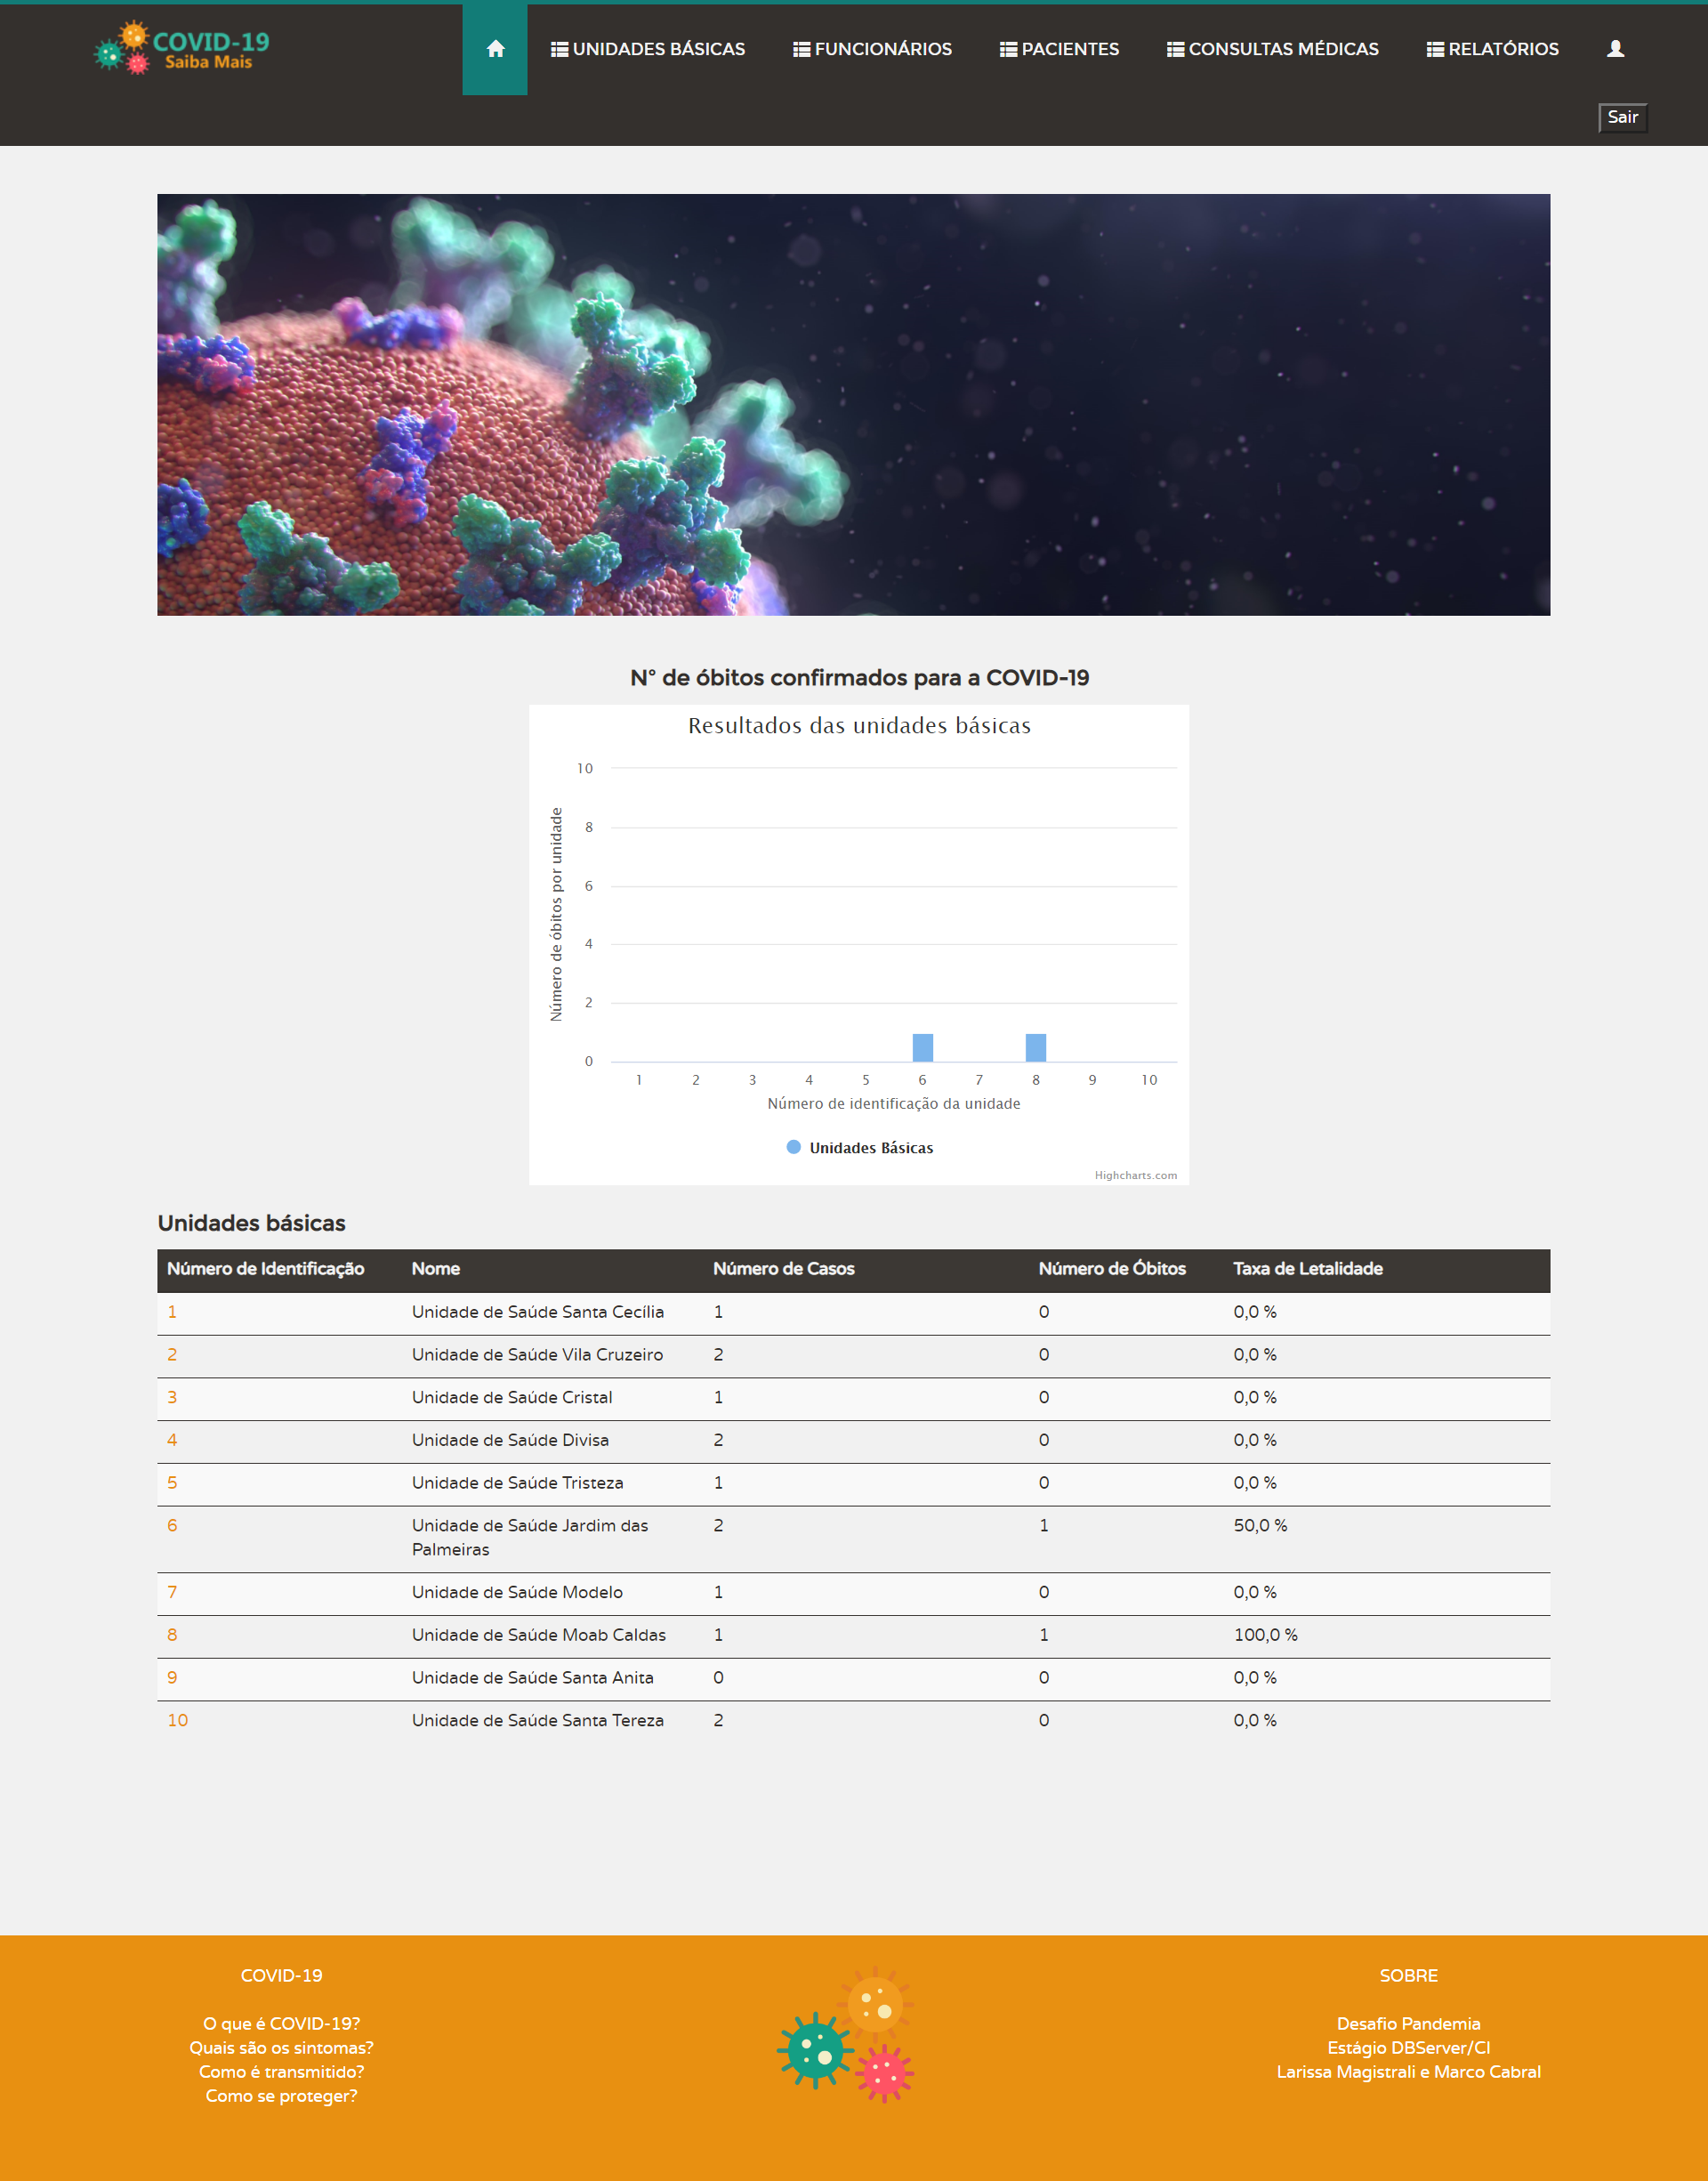 COVID-19
Saiba Mais
UNIDADES BÁSICAS
FUNCIONÁRIOS
PACIENTES
CONSULTAS MÉDICAS
RELATÓRIOS
Sair
N° de óbitos confirmados para a COVID-19
Resultados das unidades básicas
Número de óbitos por unidade
10
8
6
4
2
0
1 2 3 4 5 6 7 8 9 10
Número de identificação da unidade
Unidades Básicas
Highcharts.com
Unidades básicas
Número de Identificação Nome Número de Casos Número de Óbitos Taxa de Letalidade
1 Unidade de Saúde Santa Cecília 1 0 0,0 %
2 Unidade de Saúde Vila Cruzeiro 2 0 0,0 %
3 Unidade de Saúde Cristal 1 0 0,0 %
4 Unidade de Saúde Divisa 2 0 0,0 %
5 Unidade de Saúde Tristeza 1 0 0,0 %
6 Unidade de Saúde Jardim das 2 1 50,0 %
Palmeiras
7 Unidade de Saúde Modelo 1 0 0,0 %
8 Unidade de Saúde Moab Caldas 1 1 100,0 %
9 Unidade de Saúde Santa Anita 0 0 0,0 %
10 Unidade de Saúde Santa Tereza 2 0 0,0 %
COVID-19
O que é COVID-19?
Quais são os sintomas?
Como é transmitido?
Como se proteger?
SOBRE
Desafio Pandemia
Estágio DBServer/CI
Larissa Magistrali e Marco Cabral